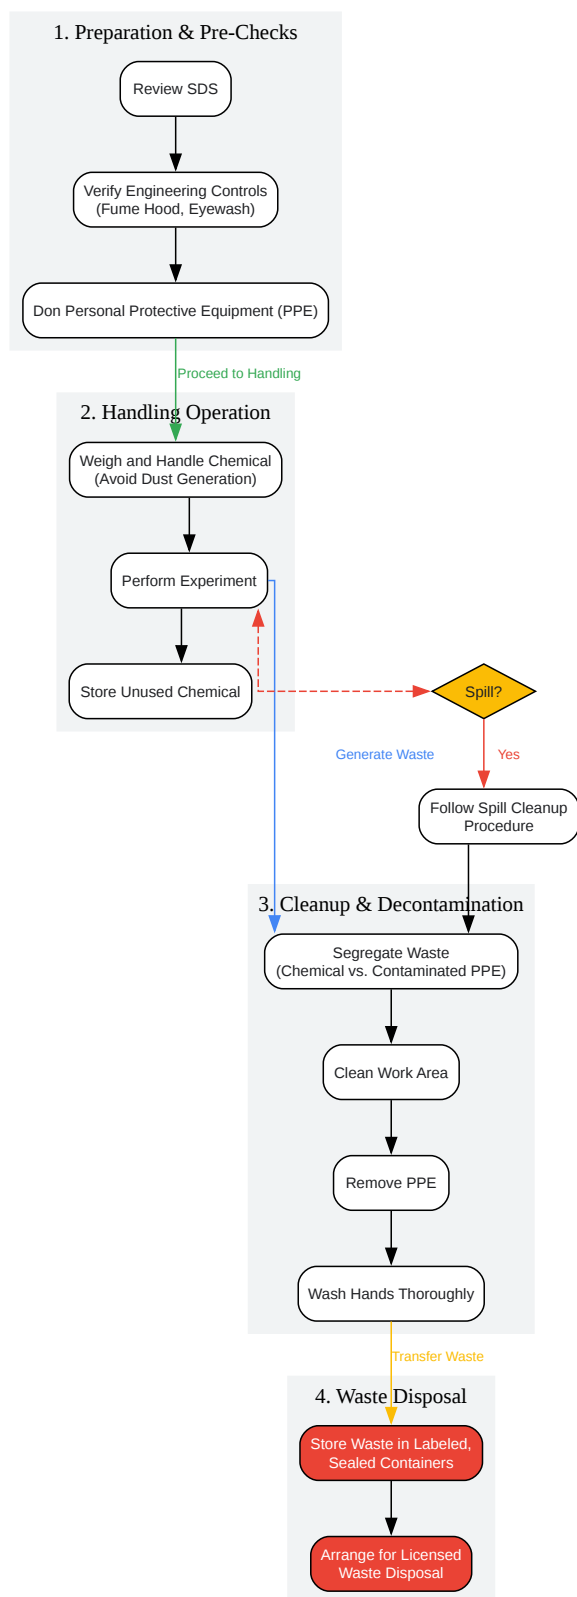 1. Preparation & Pre-Checks
Review SDS
Verify Engineering Controls
(Fume Hood, Eyewash)
Don Personal Protective Equipment (PPE)
Proceed to Handling
2. Handling Operation
Weigh and Handle Chemical
(Avoid Dust Generation)
Perform Experiment
Store Unused Chemical
Spill?
Generate Waste
Yes
Follow Spill Cleanup
Procedure
3. Cleanup & Decontamination
Segregate Waste
(Chemical vs. Contaminated PPE)
Clean Work Area
Remove PPE
Wash Hands Thoroughly
Transfer Waste
4. Waste Disposal
Store Waste in Labeled,
Sealed Containers
Arrange for Licensed
Waste Disposal